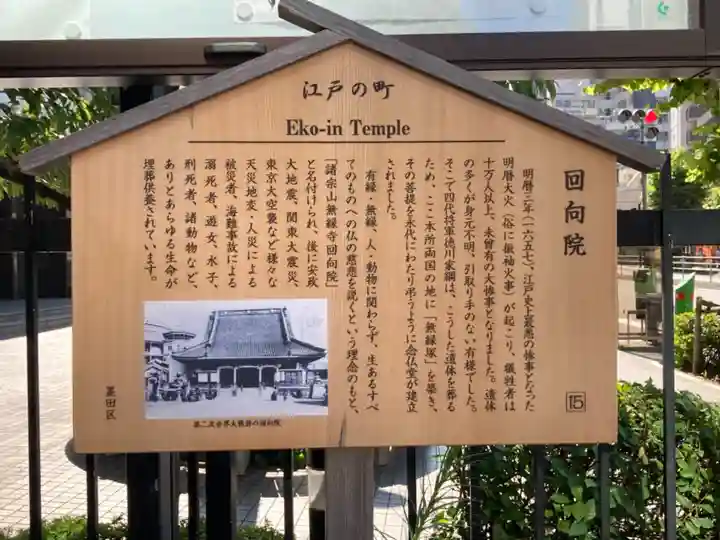 江戸の町
Eko-in Temple
回向院
明暦三年(一六五七)、江戸史上最悪の惨事となった
明暦大火(俗に振袖火事)が起こり、犠牲者は
十万人以上、未曾有の大惨事となりました。遺体
の多くが身元不明、引取り手のない有様でした。
そこで四代将軍徳川家綱は、こうした遺体を葬る
ため、ここ本所両国の地に「無縁塚」を築き、
その菩提を永代にわたり弔うように念仏堂が建立
されました。
有縁・無縁、人・動物に関わらず、生あるすべ
てのものへの仏の慈悲を説くという理念のもと、
「諸宗山無縁寺回向院」
と名付けられ、後に安政
大地震、関東大震災、
東京大空襲など様々な
天災地変・人災による
被災者、海難事故による
溺死者、遊女、水子、
刑死者、諸動物など、
ありとあらゆる生命が
埋葬供養されています。
第二次世界大戦前の回向院
墨田区
15